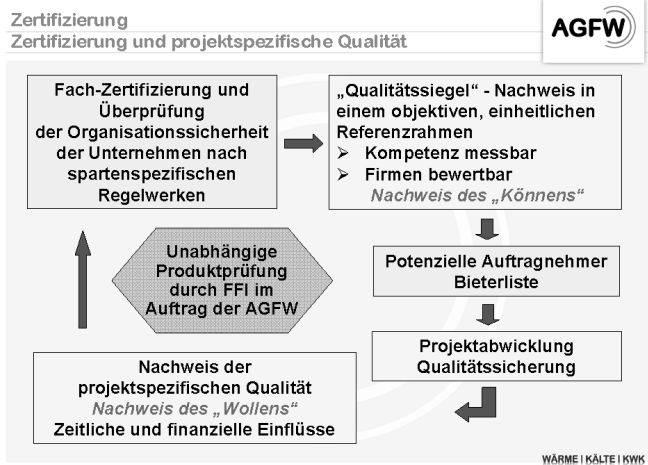 Zertifizierung
Zertifizierung und projektspezifische Qualität
AGFW
Fach-Zertifizierung und
Überprüfung
der Organisationssicherheit
der Unternehmen nach
spartenspezifischen
Regelwerken
„Qualitätssiegel“ - Nachweis in
einem objektiven, einheitlichen
Referenzrahmen
➢ Kompetenz messbar
➢ Firmen bewertbar
Nachweis des „Könnens“
Potenzielle Auftragnehmer
Bieterliste
Projektabwicklung
Qualitätssicherung
Nachweis der
projektspezifischen Qualität
Nachweis des „Wollens“
Zeitliche und finanzielle Einflüsse
Unabhängige
Produktprüfung
durch FFI im
Auftrag der AGFW
WÄRME | KÄLTE | KWK